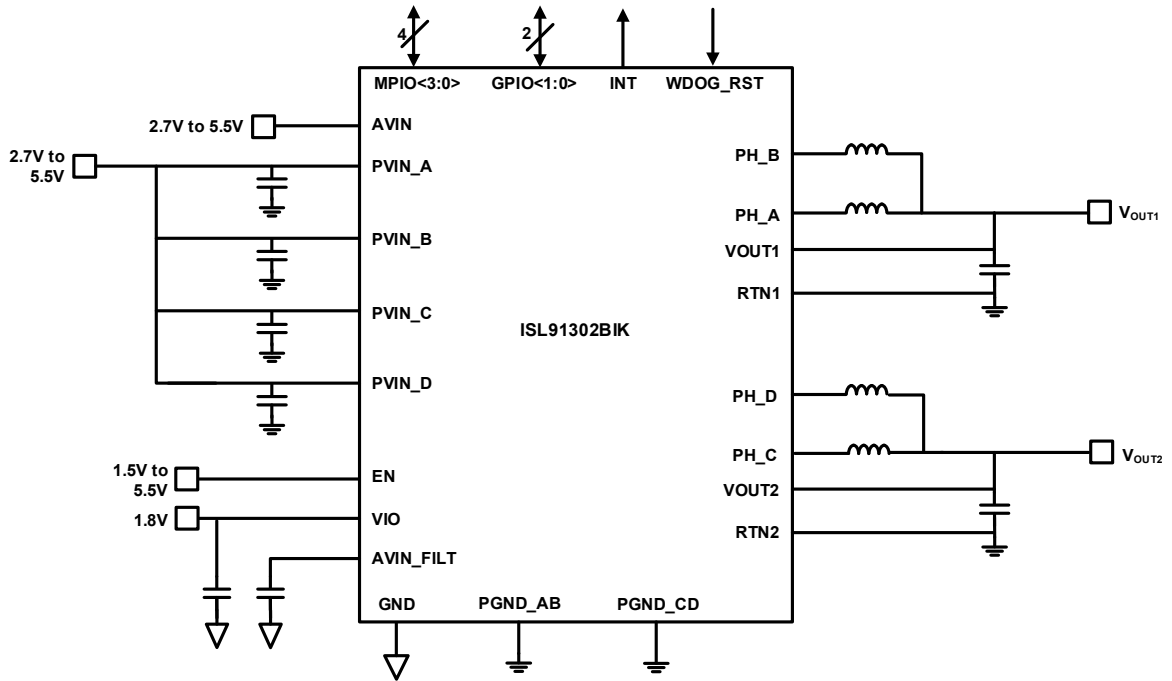 4
2
MPIO<3:0> GPIO<1:0> INT WDOG_RST
2.7V to 5.5V
AVIN
2.7V to
5.5V
PVIN_A
PVIN_B
PVIN_C
PVIN_D
1.5V to
5.5V
EN
1.8V
VIO
AVIN_FILT
ISL91302BIK
PH_B
PH_A
VOUT1
RTN1
VOUT1
PH_D
PH_C
VOUT2
RTN2
VOUT2
GND PGND_AB PGND_CD